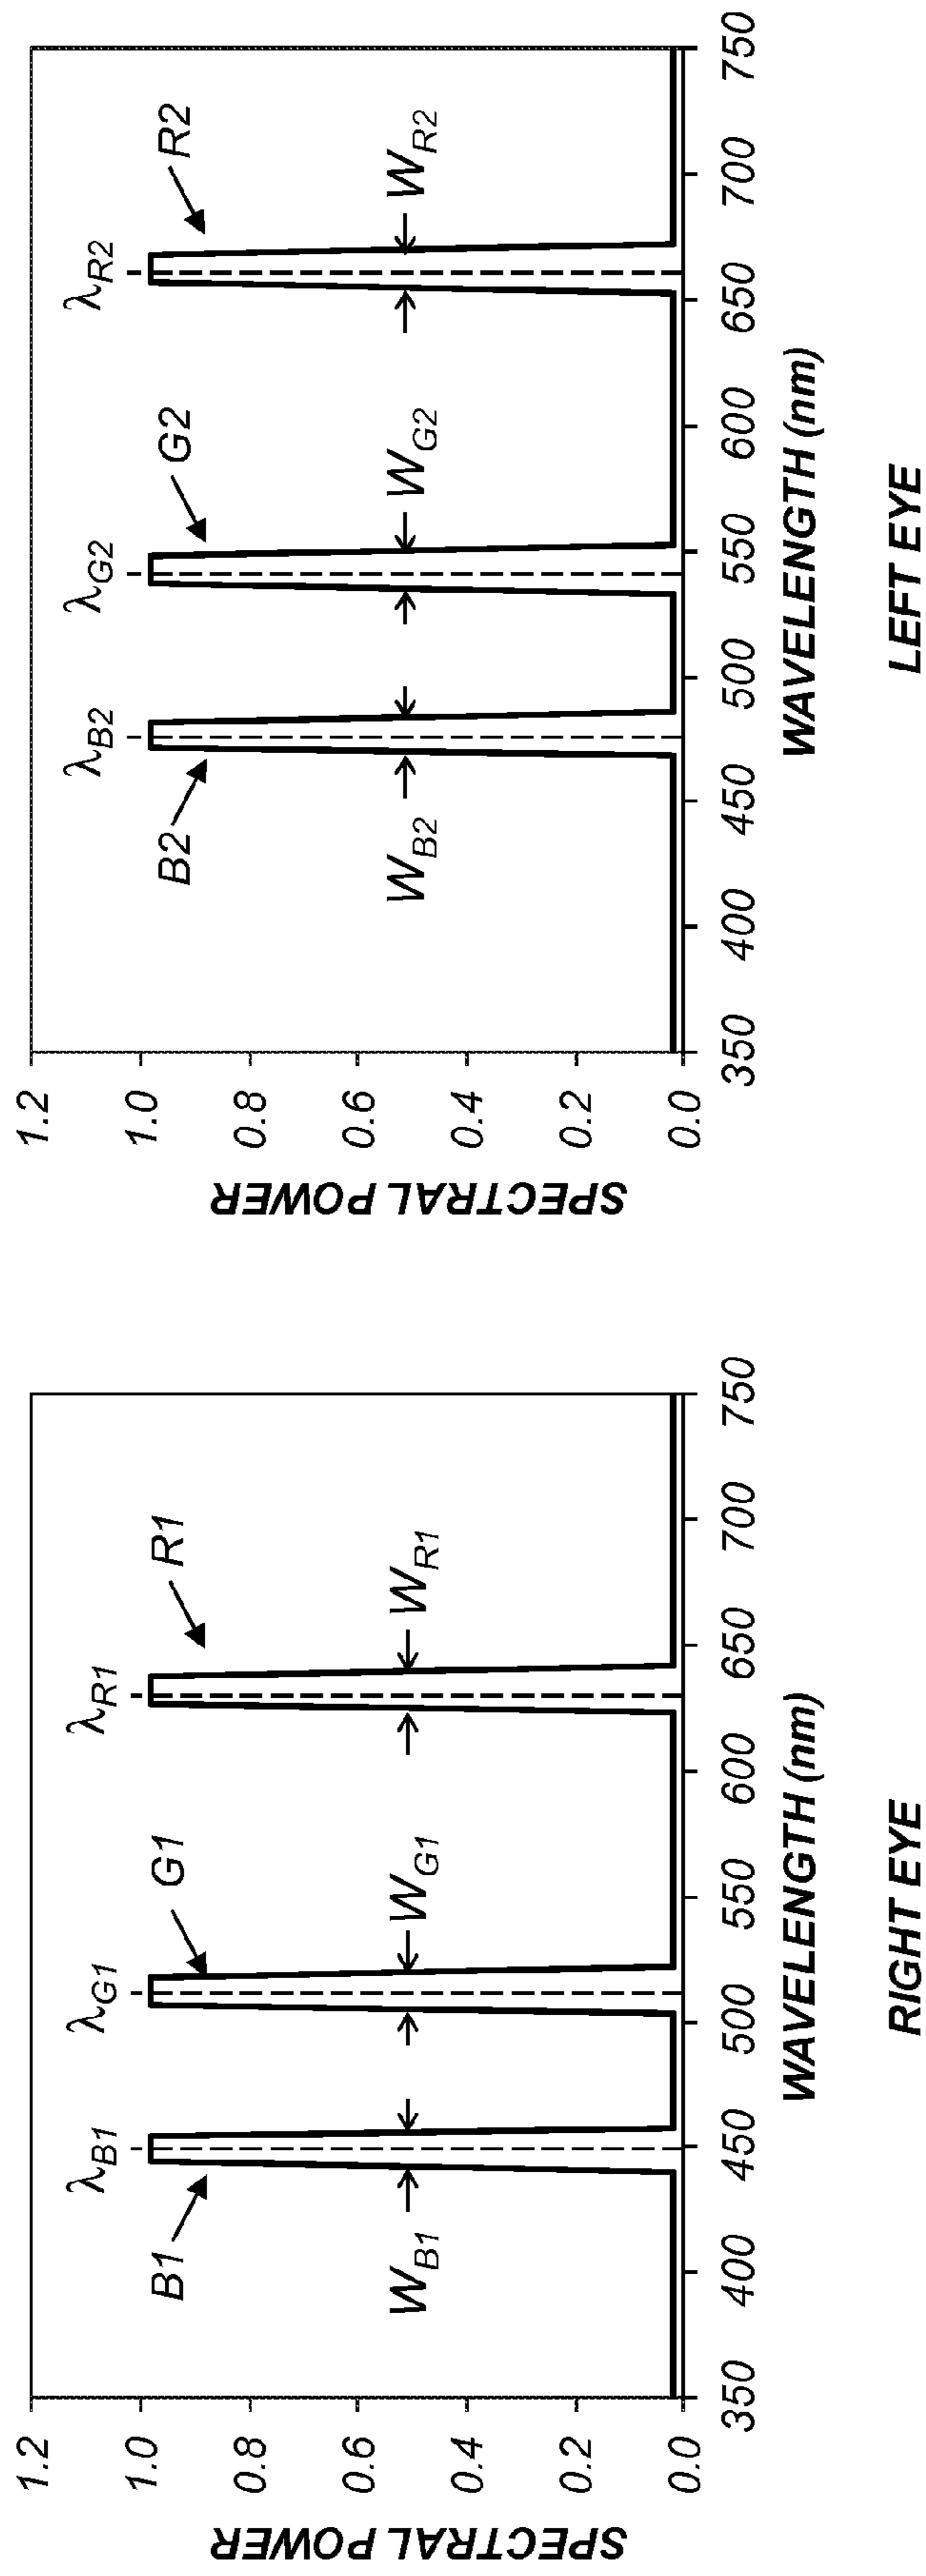 λR1
λG1
λB1
R1
G1
B1
WR1
WG1
WB1
1.2
1.0
0.8
0.6
0.4
0.2
0.0
SPECTRAL POWER
350 400 450 500 550 600 650 700 750
WAVELENGTH (nm)
RIGHT EYE
λR2
λG2
λB2
R2
G2
B2
WR2
WG2
WB2
1.2
1.0
0.8
0.6
0.4
0.2
0.0
SPECTRAL POWER
350 400 450 500 550 600 650 700 750
WAVELENGTH (nm)
LEFT EYE